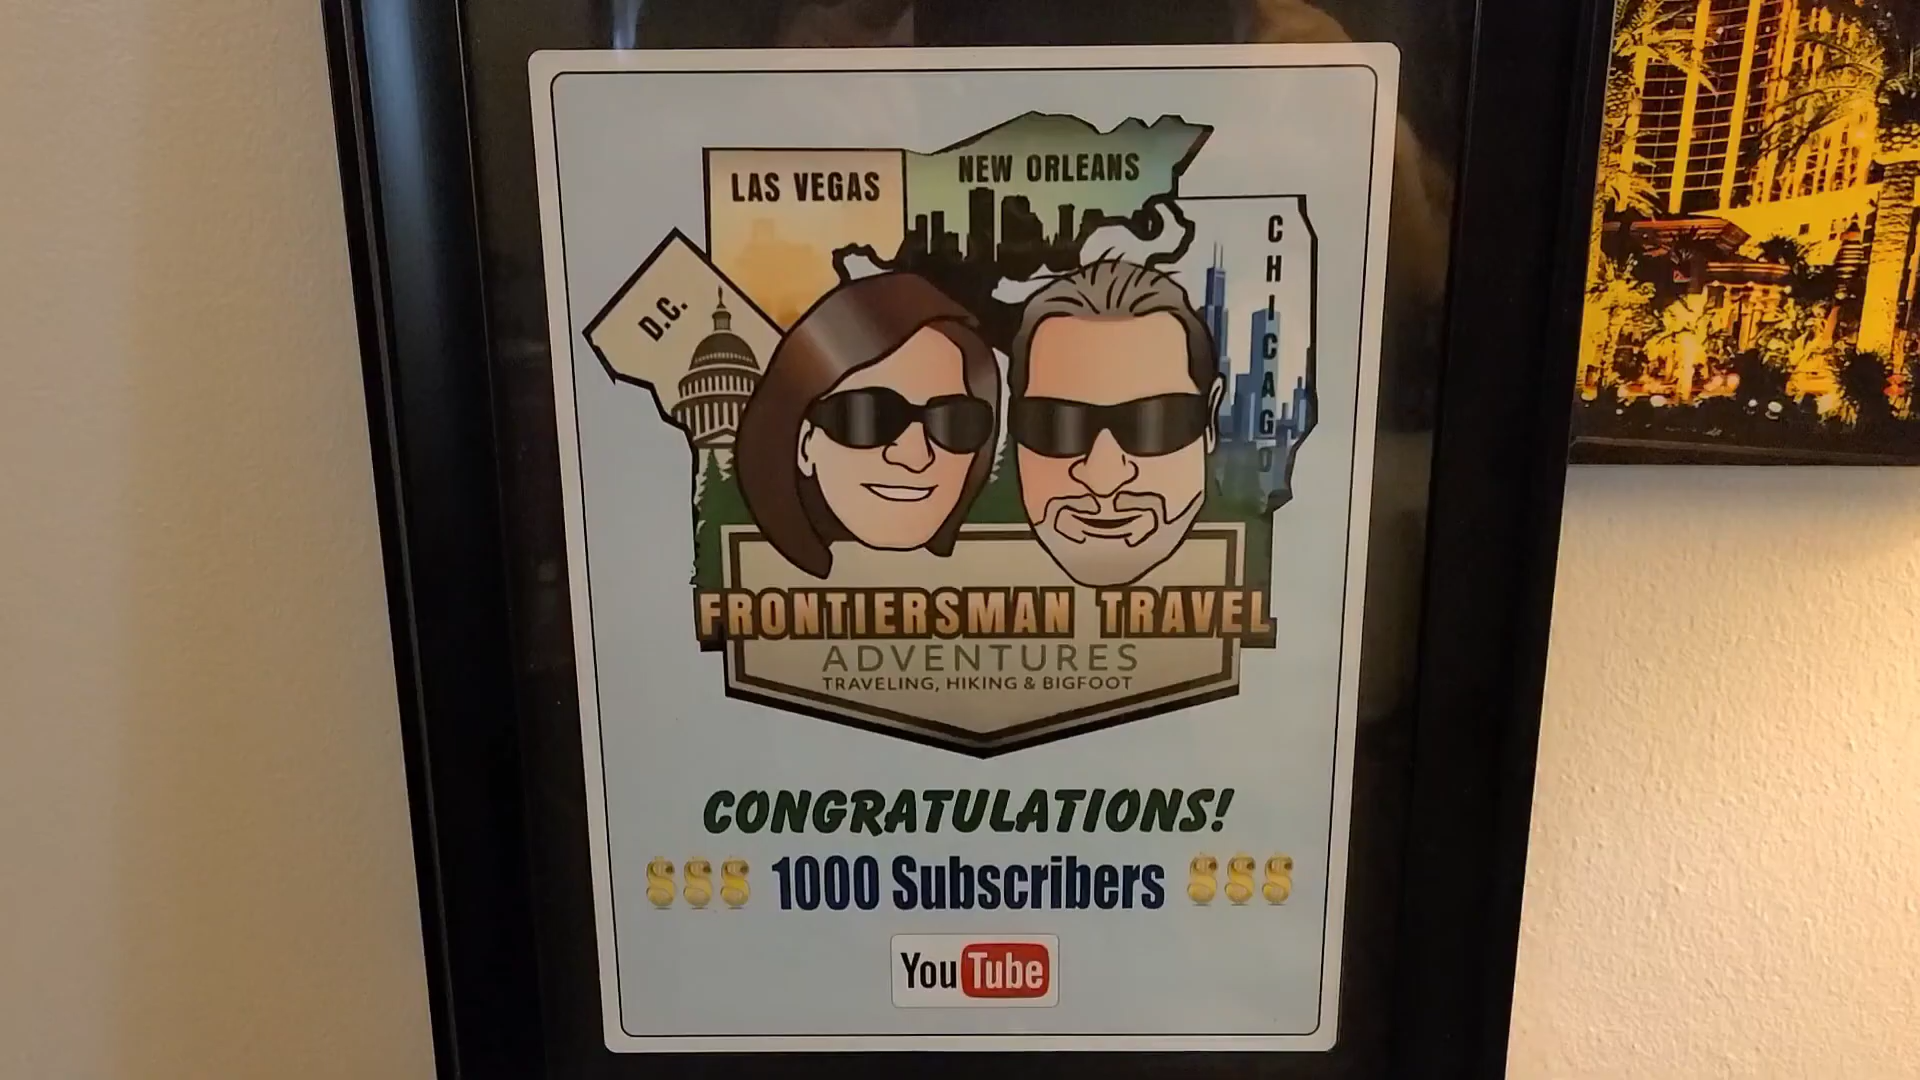 LAS VEGAS
NEW ORLEANS
D.C.
CHICAGO
FRONTIERSMAN TRAVEL
ADVENTURES
TRAVELING, HIKING & BIGFOOT
CONGRATULATIONS!
$$$ 1000 Subscribers $$$
YouTube